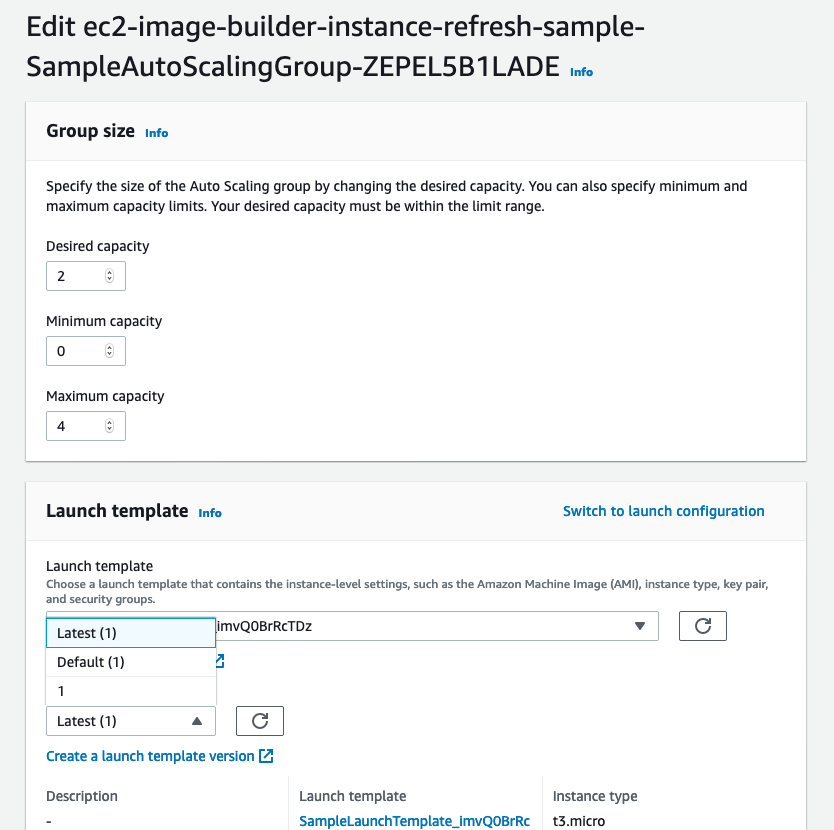 Edit ec2-image-builder-instance-refresh-sample-
SampleAutoScalingGroup-ZEPEL5B1LADE Info
Group size Info
Specify the size of the Auto Scaling group by changing the desired capacity. You can also specify minimum and
maximum capacity limits. Your desired capacity must be within the limit range.
Desired capacity
2
Minimum capacity
0
Maximum capacity
4
Launch template Info Switch to launch configuration
Launch template
Choose a launch template that contains the instance-level settings, such as the Amazon Machine Image (AMI), instance type, key pair,
and security groups.
imvQ0BrRcTDz
Latest (1)
Default (1)
1
Latest (1)
Create a launch template version
Description Launch template Instance type
- SampleLaunchTemplate_imvQ0BrRc t3.micro